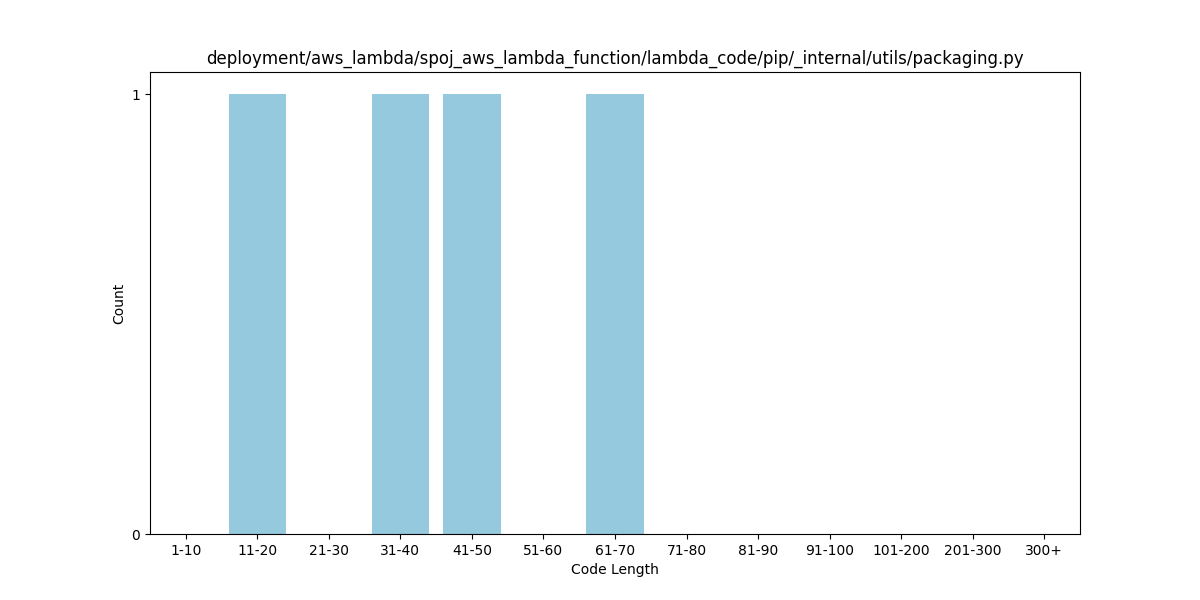 deployment/aws_lambda/spoj_aws_lambda_function/lambda_code/pip/_internal/utils/packaging.py
1
Count
0
1-10 11-20 21-30 31-40 41-50 51-60 61-70 71-80 81-90 91-100 101-200 201-300 300+
Code Length